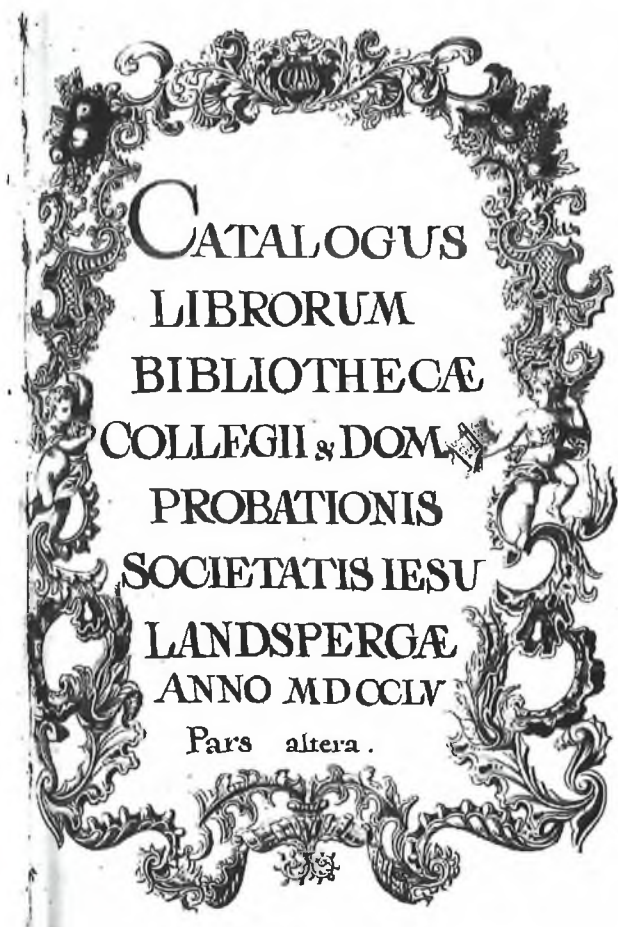 CATALOGUS
LIBRORUM
BIBLIOTHECÆ
COLLEGII & DOM.
PROBATIONIS
SOCIETATIS IESU
LANDSPERGÆ
ANNO MDCCLV
Pars altera.